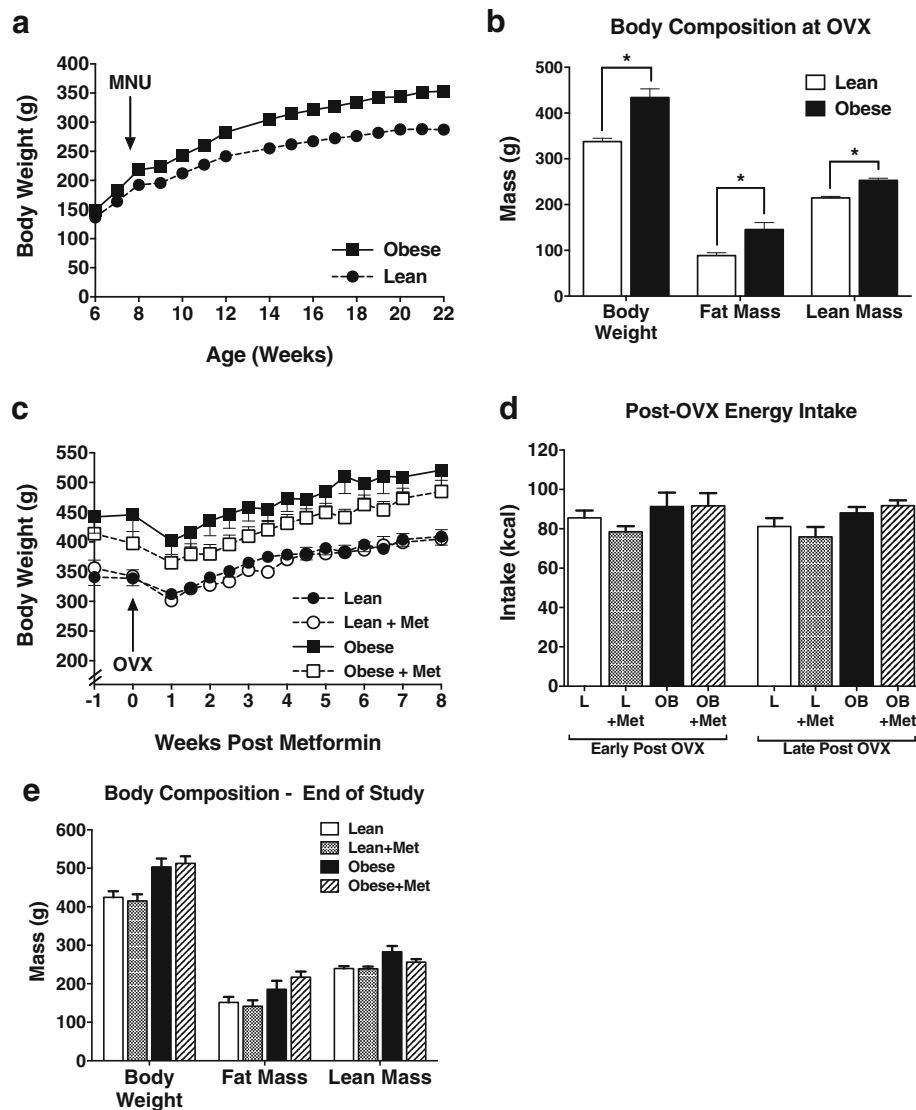 a
MNU
Body Weight (g)
400
350
300
250
200
150
100
50
0
6
8
10
12
14
16
18
20
22
Age (Weeks)
Obese
Lean
b
Body Composition at OVX
Mass (g)
500
400
300
200
100
0
*
*
*
Lean
Obese
Body Weight
Fat Mass
Lean Mass
c
Body Weight (g)
550
500
450
400
350
300
200
OVX
-1
0
1
2
3
4
5
6
7
8
Weeks Post Metformin
Lean
Lean + Met
Obese
Obese + Met
d
Post-OVX Energy Intake
Intake (kcal)
120
100
80
60
40
20
0
L
L +Met
OB
OB +Met
L
L +Met
OB
OB +Met
Early Post OVX
Late Post OVX
e
Body Composition - End of Study
Mass (g)
600
500
400
300
200
100
0
Lean
Lean+Met
Obese
Obese+Met
Body Weight
Fat Mass
Lean Mass